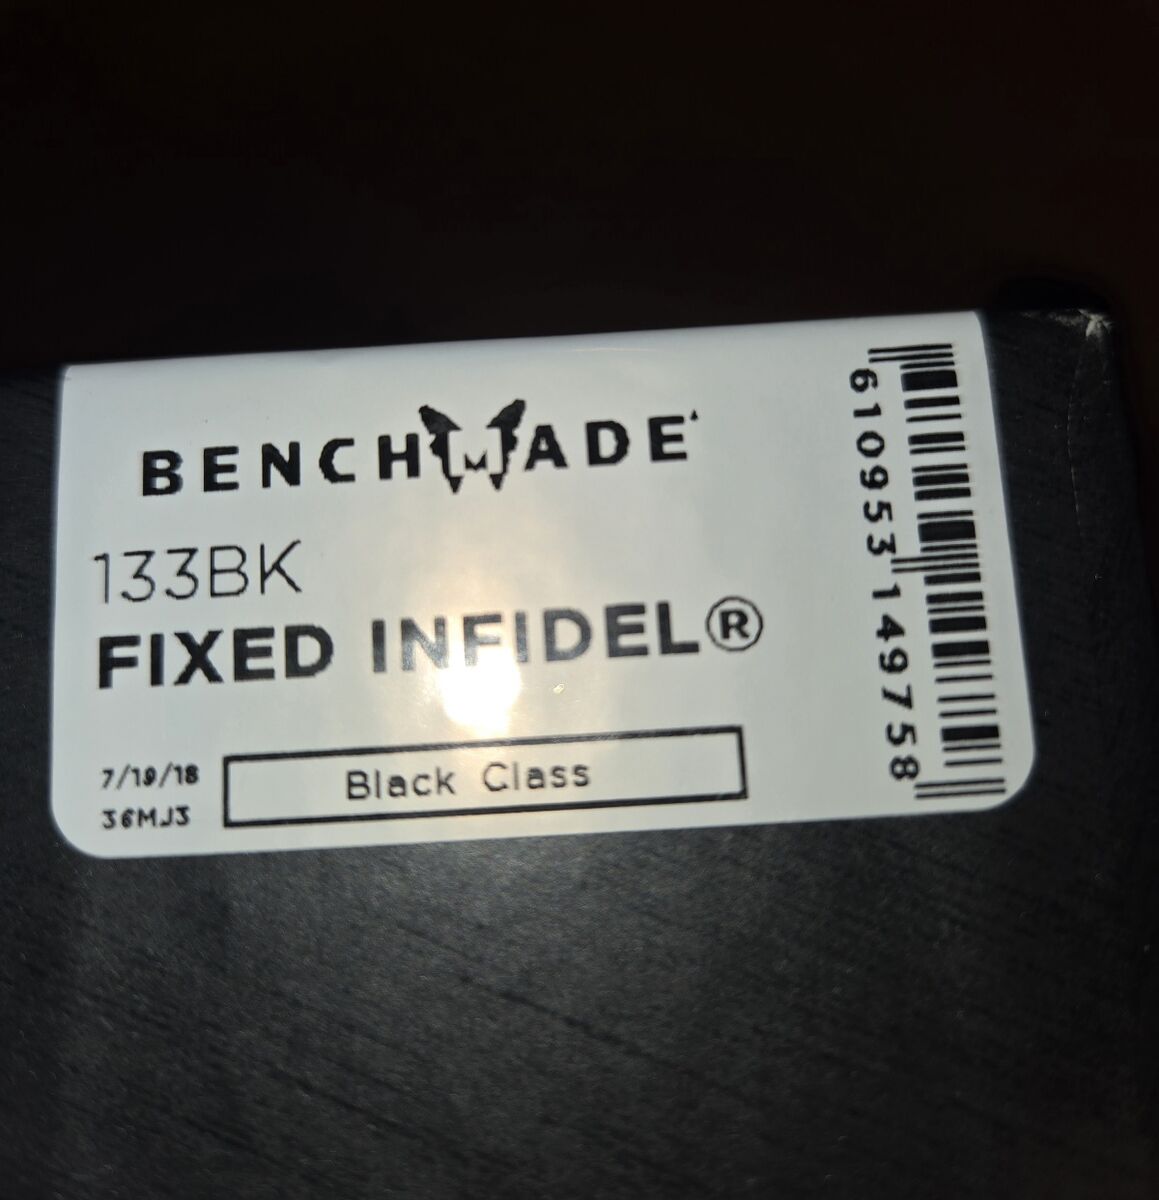 BENCHMADE
133BK
FIXED INFIDEL®
7/19/18
36MJ3
Black Class
610953149758